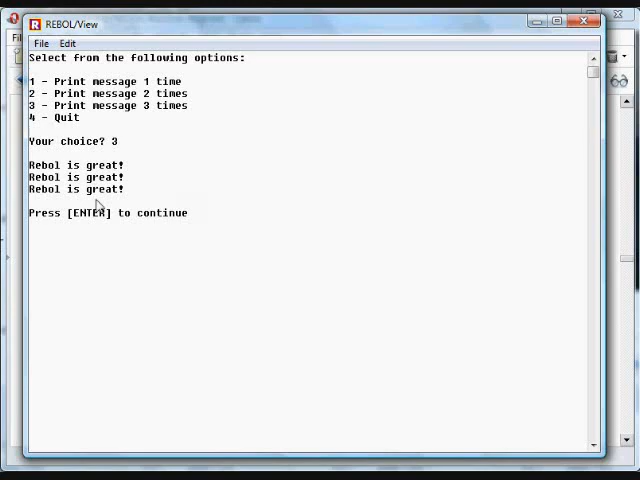 REBOL/View
File Edit
Select from the following options:
1 - Print message 1 time
2 - Print message 2 times
3 - Print message 3 times
4 - Quit
Your choice? 3
Rebol is great!
Rebol is great!
Rebol is great!
Press [ENTER] to continue